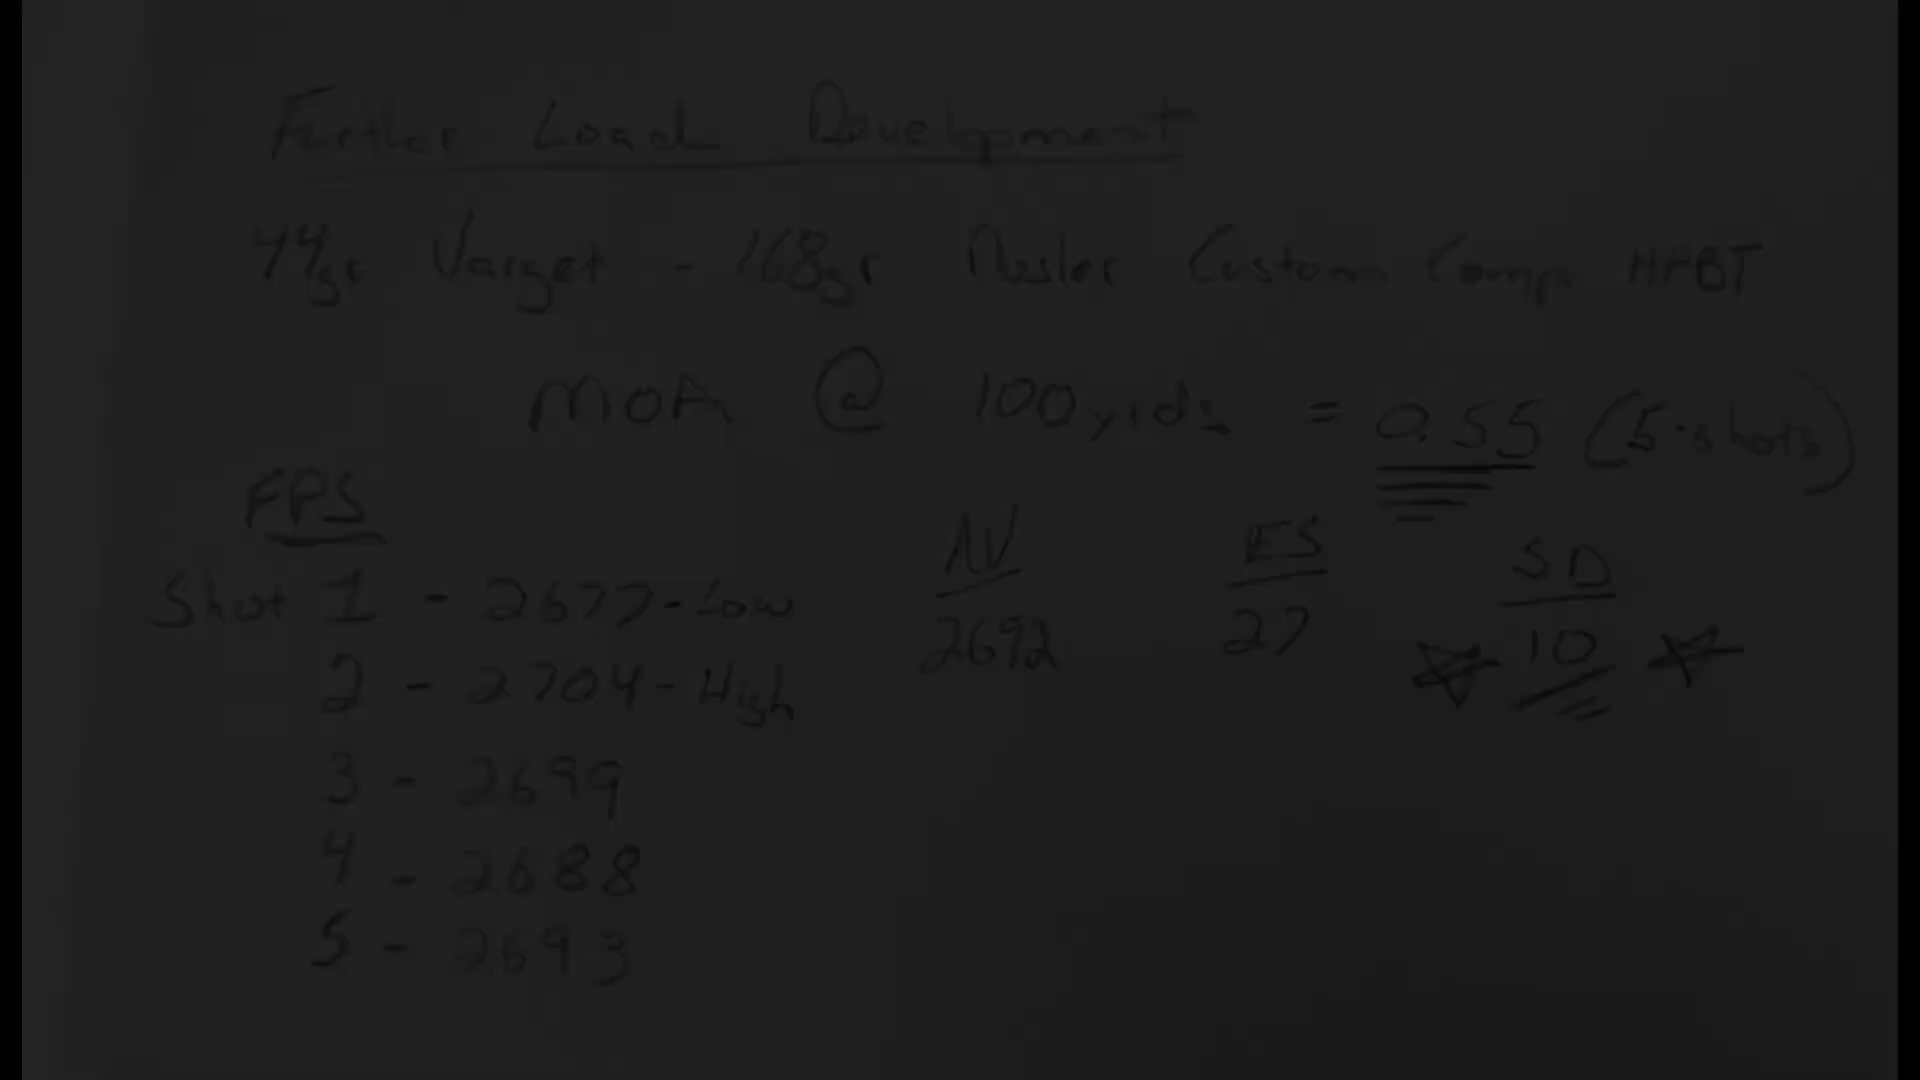 Further Load Development
44gr Varget - 168gr Nosler Custom Comp HPBT
MOA @ 100yrds = 0.55 (5-shots)
FPS
AV ES SD
Shot 1 - 2677 - Low
2692 27 10
2 - 2704 - High
3 - 2699
4 - 2688
5 - 2693